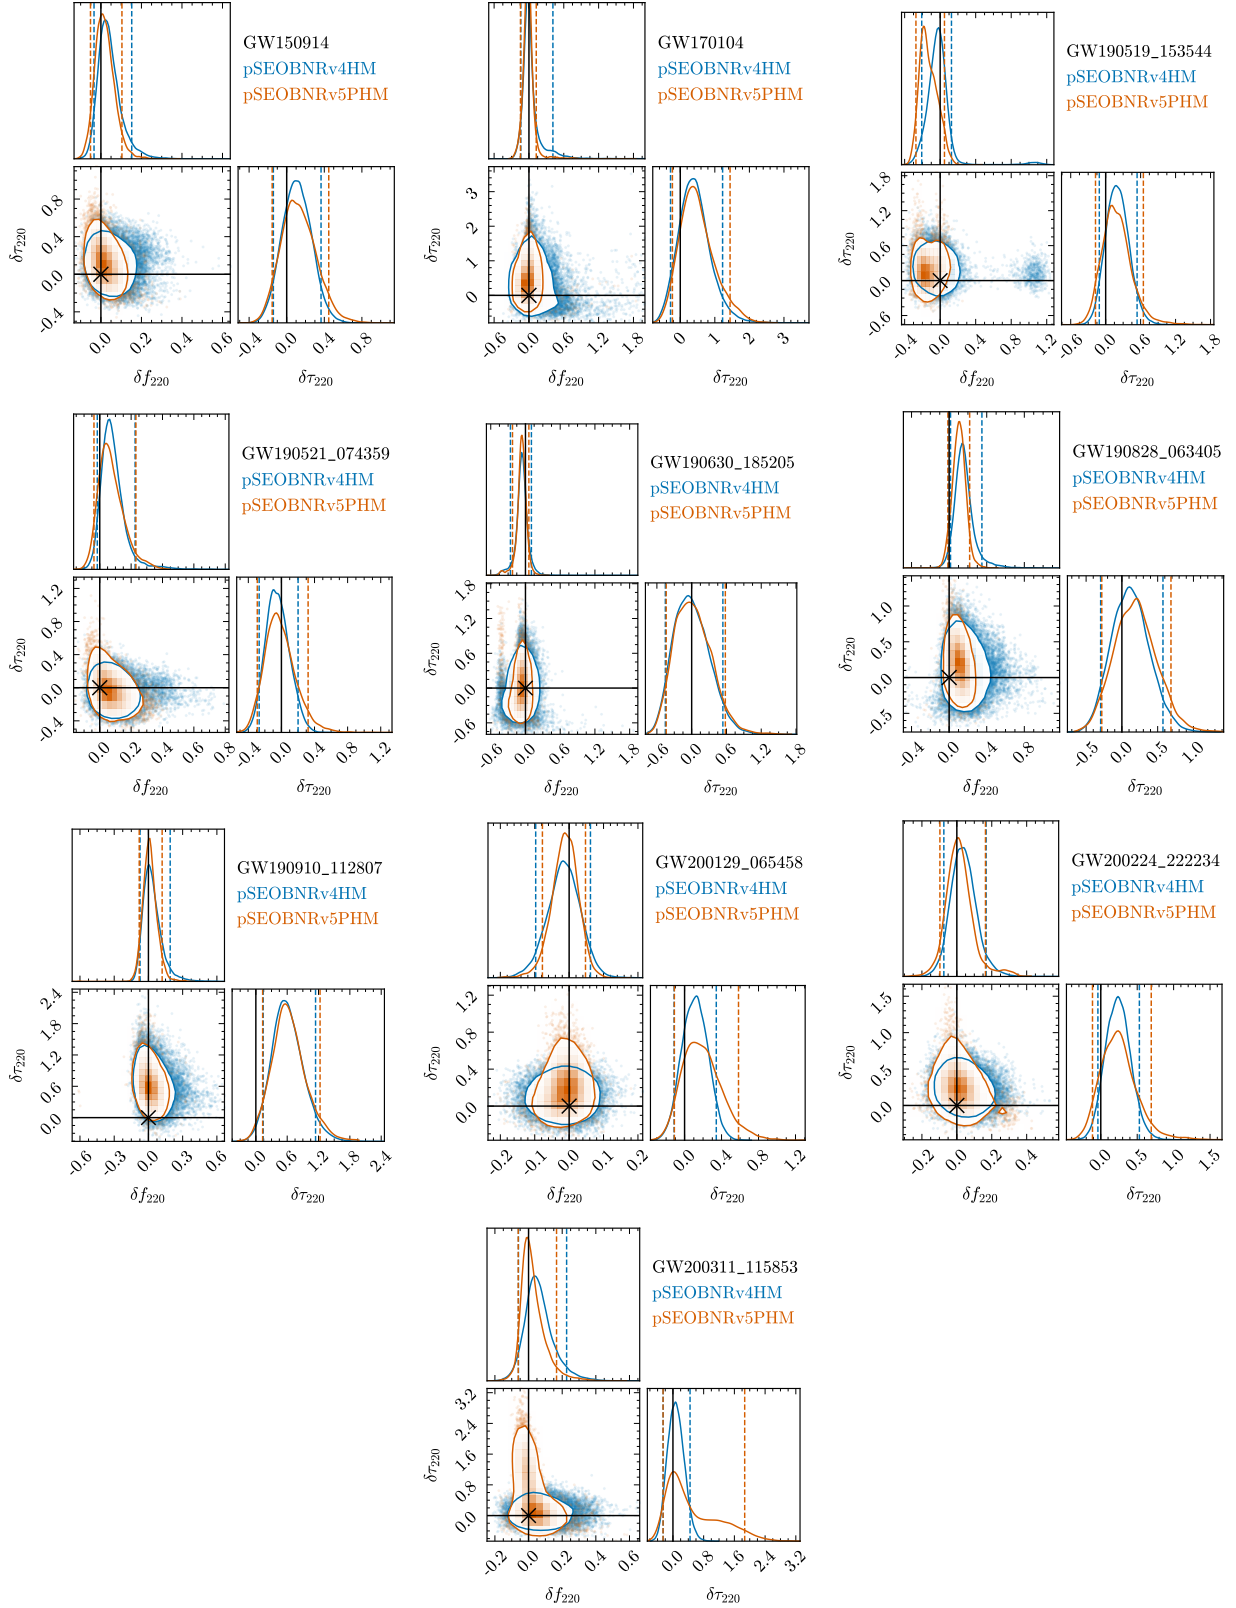 GW150914
pSEOBNRv4HM
pSEOBNRv5PHM
δτ220
0.8
0.4
0.0
-0.4
0.0 0.2 0.4 0.6
δf220
-0.4 0.0 0.4 0.8
δτ220
GW170104
pSEOBNRv4HM
pSEOBNRv5PHM
δτ220
3
2
1
0
-0.6 0.0 0.6 1.2 1.8
δf220
0 1 2 3
δτ220
GW190519_153544
pSEOBNRv4HM
pSEOBNRv5PHM
δτ220
1.8
1.2
0.6
0.0
-0.6
-0.4 0.0 0.4 0.8 1.2
δf220
-0.6 0.0 0.6 1.2 1.8
δτ220
GW190521_074359
pSEOBNRv4HM
pSEOBNRv5PHM
δτ220
1.2
0.8
0.4
0.0
-0.4
0.0 0.2 0.4 0.6 0.8
δf220
-0.4 0.0 0.4 0.8 1.2
δτ220
GW190630_185205
pSEOBNRv4HM
pSEOBNRv5PHM
δτ220
1.8
1.2
0.6
0.0
-0.6
-0.6 0.0 0.6 1.2 1.8
δf220
-0.6 0.0 0.6 1.2 1.8
δτ220
GW190828_063405
pSEOBNRv4HM
pSEOBNRv5PHM
δτ220
1.0
0.5
0.0
-0.5
-0.4 0.0 0.4 0.8 1.2
δf220
-0.5 0.0 0.5 1.0
δτ220
GW190910_112807
pSEOBNRv4HM
pSEOBNRv5PHM
δτ220
2.4
1.8
1.2
0.6
0.0
-0.6 -0.3 0.0 0.3 0.6
δf220
0.0 0.6 1.2 1.8 2.4
δτ220
GW200129_065458
pSEOBNRv4HM
pSEOBNRv5PHM
δτ220
1.2
0.8
0.4
0.0
-0.2 -0.1 0.0 0.1 0.2
δf220
0.0 0.4 0.8 1.2
δτ220
GW200224_222234
pSEOBNRv4HM
pSEOBNRv5PHM
δτ220
1.5
1.0
0.5
0.0
-0.2 0.0 0.2 0.4
δf220
0.0 0.5 1.0 1.5
δτ220
GW200311_115853
pSEOBNRv4HM
pSEOBNRv5PHM
δτ220
3.2
2.4
1.6
0.8
0.0
-0.2 0.0 0.2 0.4 0.6
δf220
0.0 0.8 1.6 2.4 3.2
δτ220